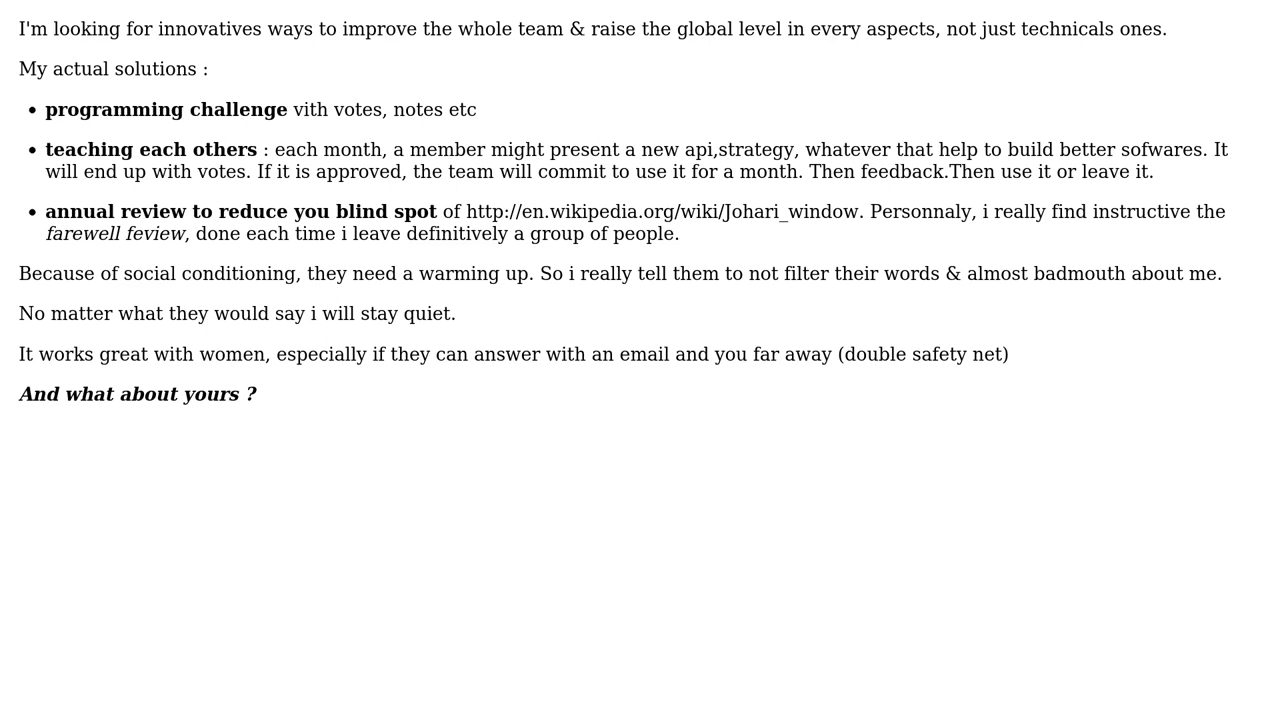 I'm looking for innovatives ways to improve the whole team & raise the global level in every aspects, not just technicals ones.
My actual solutions :
• programming challenge vith votes, notes etc
• teaching each others : each month, a member might present a new api,strategy, whatever that help to build better sofwares. It
will end up with votes. If it is approved, the team will commit to use it for a month. Then feedback.Then use it or leave it.
• annual review to reduce you blind spot of http://en.wikipedia.org/wiki/Johari_window. Personnaly, i really find instructive the
farewell feview, done each time i leave definitively a group of people.
Because of social conditioning, they need a warming up. So i really tell them to not filter their words & almost badmouth about me.
No matter what they would say i will stay quiet.
It works great with women, especially if they can answer with an email and you far away (double safety net)
And what about yours ?